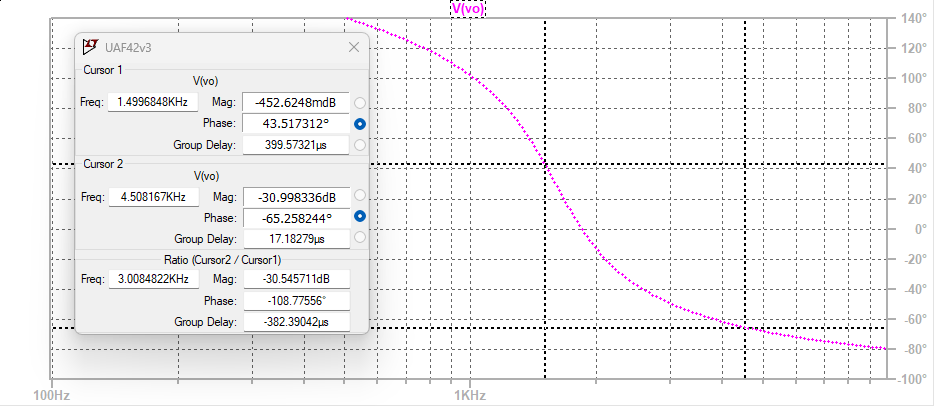 V(vo)
UAF42v3
Cursor 1
V(vo)
Freq: 1.4996848KHz Mag: -452.6248mdB
Phase: 43.517312°
Group Delay: 399.57321µs
Cursor 2
V(vo)
Freq: 4.508167KHz Mag: -30.998336dB
Phase: -65.258244°
Group Delay: 17.18279µs
Ratio (Cursor2 / Cursor1)
Freq: 3.0084822KHz Mag: -30.545711dB
Phase: -108.77556°
Group Delay: -382.39042µs
140°
120°
100°
80°
60°
40°
20°
0°
-20°
-40°
-60°
-80°
-100°
100Hz
1KHz